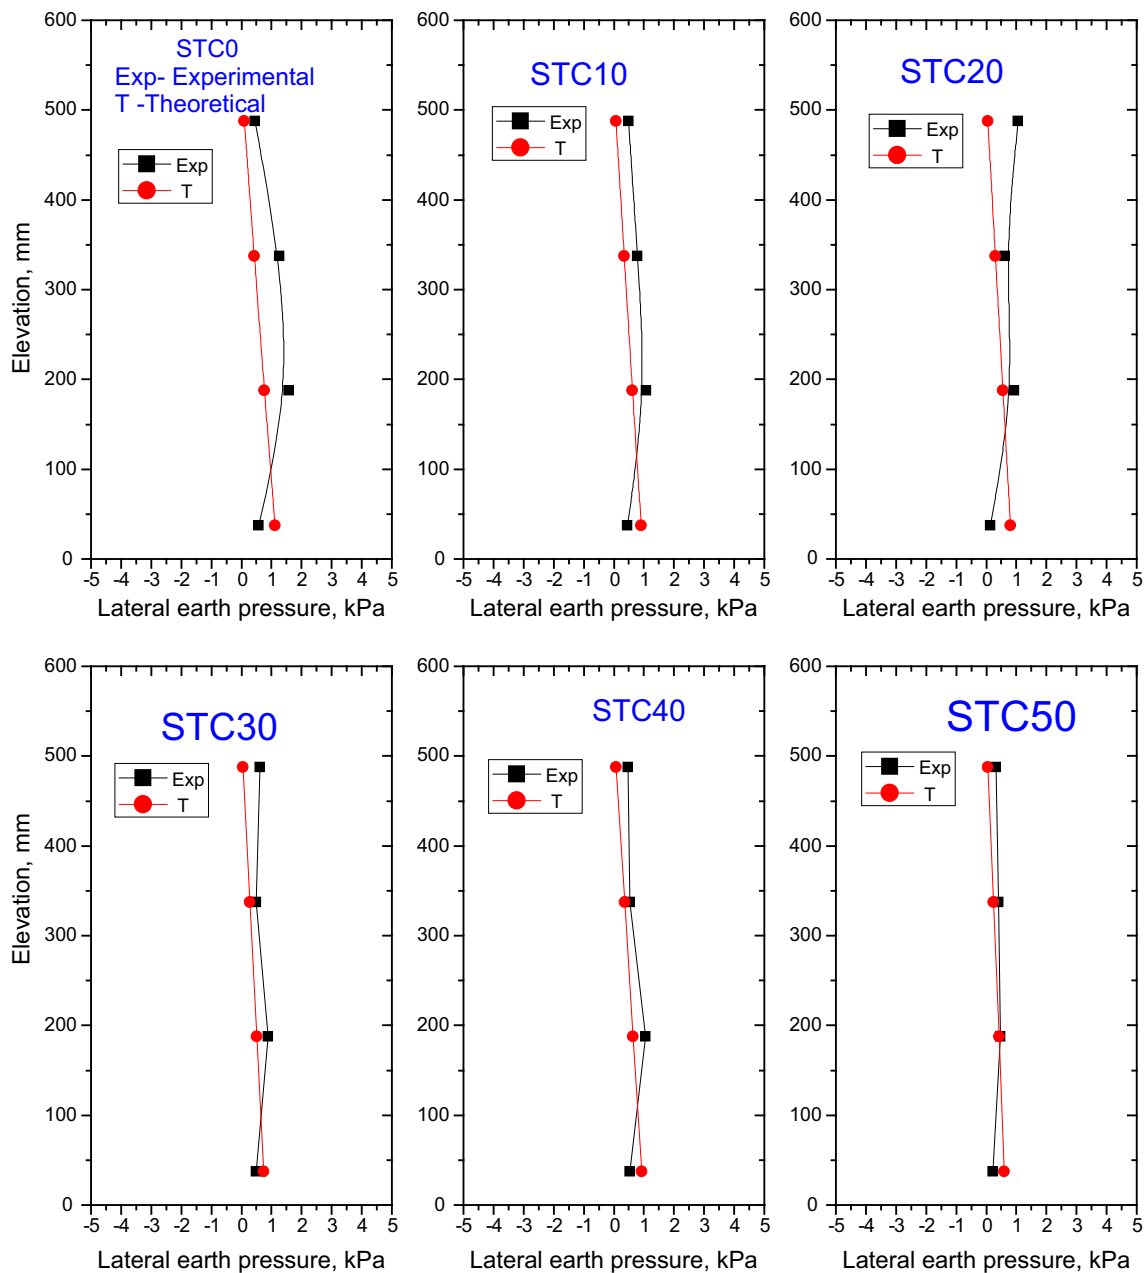 STC0
Exp- Experimental
T -Theoretical
Exp
T
600
500
400
300
200
100
0
-5 -4 -3 -2 -1 0 1 2 3 4 5
Elevation, mm
Lateral earth pressure, kPa
STC10
Exp
T
600
500
400
300
200
100
0
-5 -4 -3 -2 -1 0 1 2 3 4 5
Lateral earth pressure, kPa
STC20
Exp
T
600
500
400
300
200
100
0
-5 -4 -3 -2 -1 0 1 2 3 4 5
Lateral earth pressure, kPa
STC30
Exp
T
600
500
400
300
200
100
0
-5 -4 -3 -2 -1 0 1 2 3 4 5
Elevation, mm
Lateral earth pressure, kPa
STC40
Exp
T
600
500
400
300
200
100
0
-5 -4 -3 -2 -1 0 1 2 3 4 5
Lateral earth pressure, kPa
STC50
Exp
T
600
500
400
300
200
100
0
-5 -4 -3 -2 -1 0 1 2 3 4 5
Lateral earth pressure, kPa